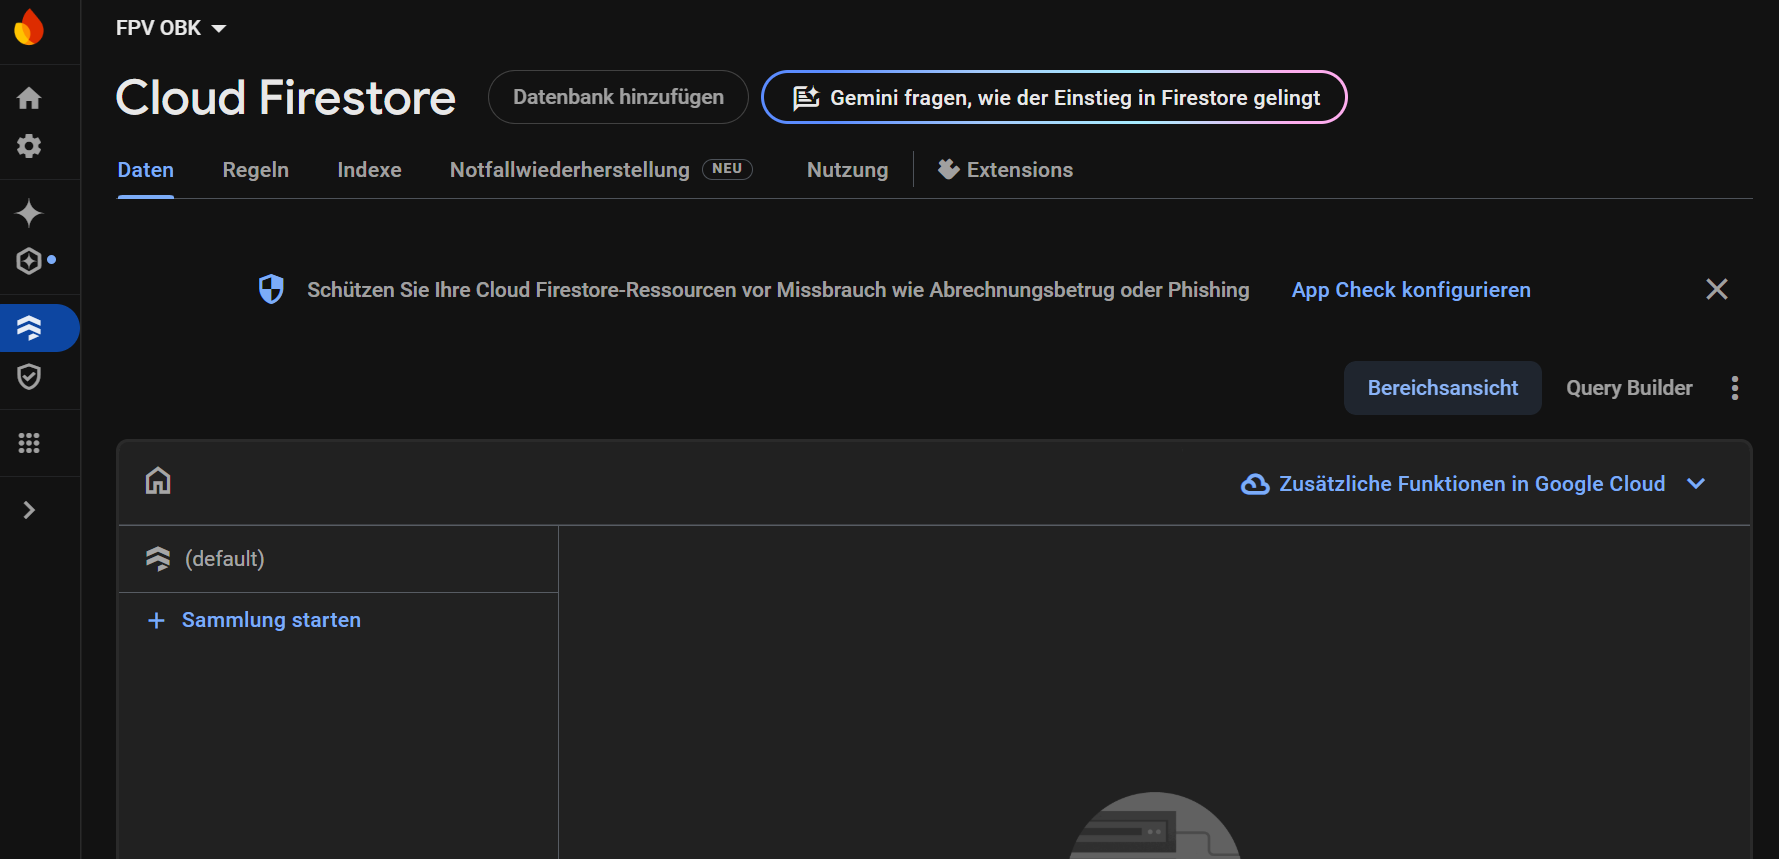 FPV OBK
Cloud Firestore
Datenbank hinzufügen
Gemini fragen, wie der Einstieg in Firestore gelingt
Daten
Regeln
Indexe
Notfallwiederherstellung NEU
Nutzung
Extensions
Schützen Sie Ihre Cloud Firestore-Ressourcen vor Missbrauch wie Abrechnungsbetrug oder Phishing
App Check konfigurieren
Bereichsansicht
Query Builder
Zusätzliche Funktionen in Google Cloud
(default)
+ Sammlung starten